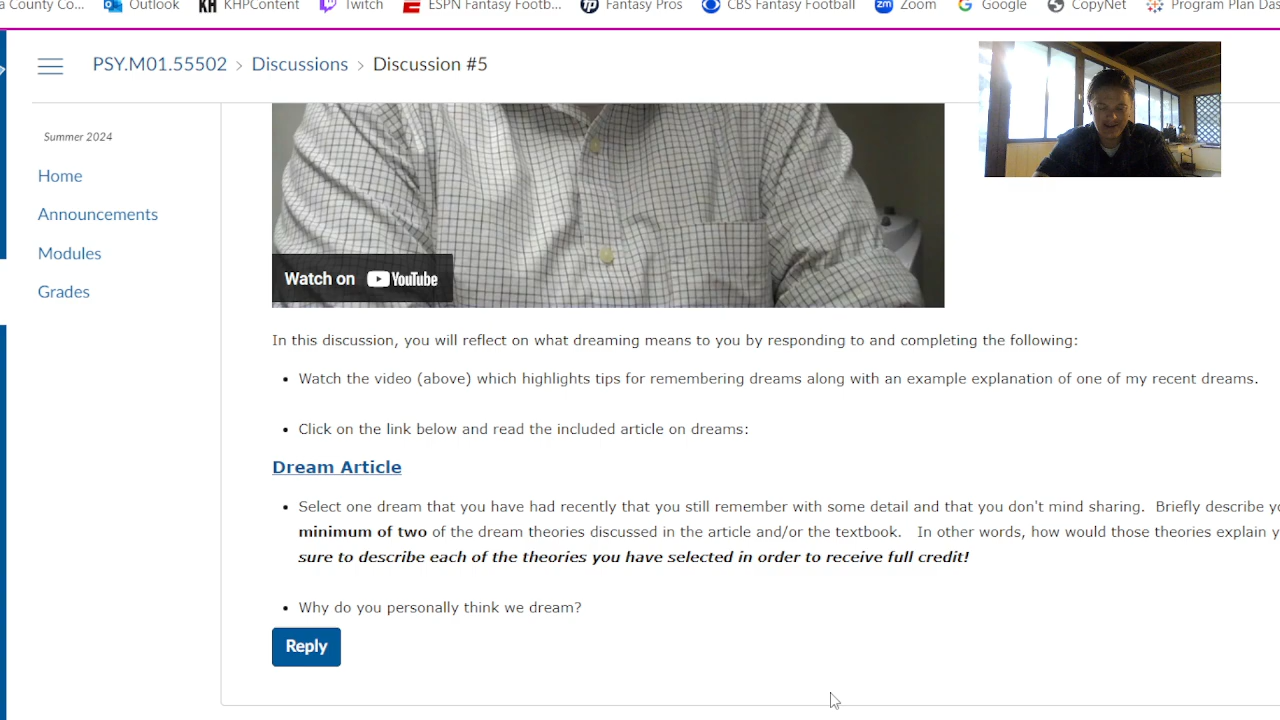 a County Co... Outlook KHPContent Twitch ESPN Fantasy Footb... Fantasy Pros CBS Fantasy Football Zoom Google CopyNet Program Plan Das
PSY.M01.55502 > Discussions > Discussion #5
Summer 2024
Home
Announcements
Modules
Grades
Watch on YouTube
In this discussion, you will reflect on what dreaming means to you by responding to and completing the following:
• Watch the video (above) which highlights tips for remembering dreams along with an example explanation of one of my recent dreams.
• Click on the link below and read the included article on dreams:
Dream Article
• Select one dream that you have had recently that you still remember with some detail and that you don't mind sharing. Briefly describe yo
minimum of two of the dream theories discussed in the article and/or the textbook. In other words, how would those theories explain y
sure to describe each of the theories you have selected in order to receive full credit!
• Why do you personally think we dream?
Reply